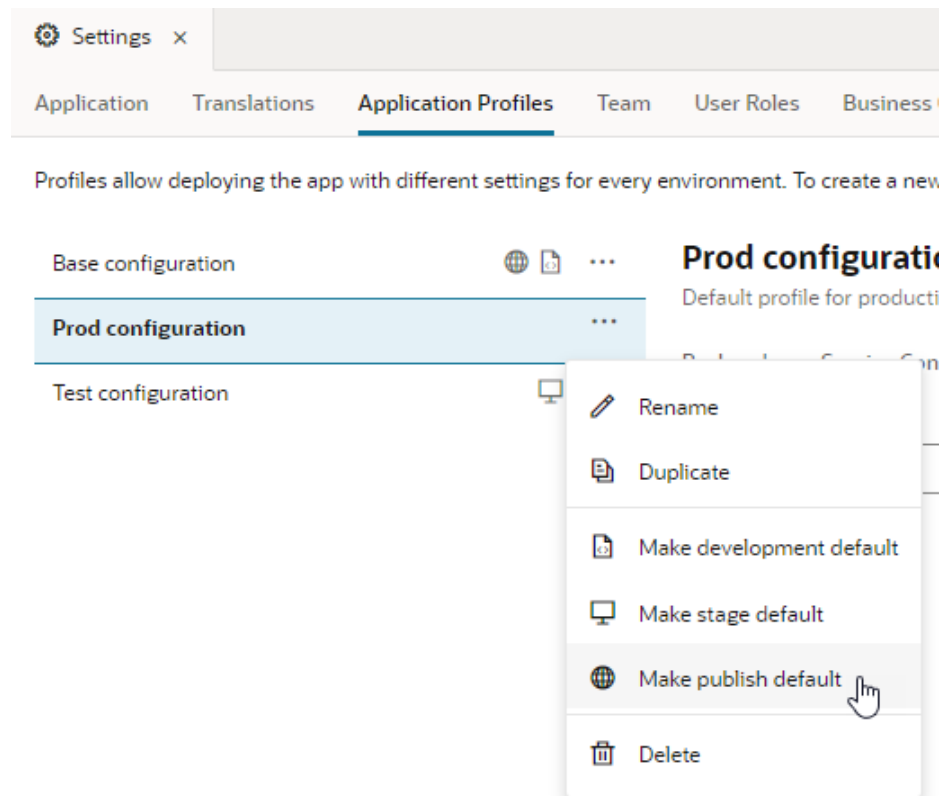 Settings
Application Translations Application Profiles Team User Roles Business
Profiles allow deploying the app with different settings for every environment. To create a new
Base configuration
Prod configuration
Test configuration
Prod configuratio
Default profile for producti
Rename
Duplicate
Make development default
Make stage default
Make publish default
Delete